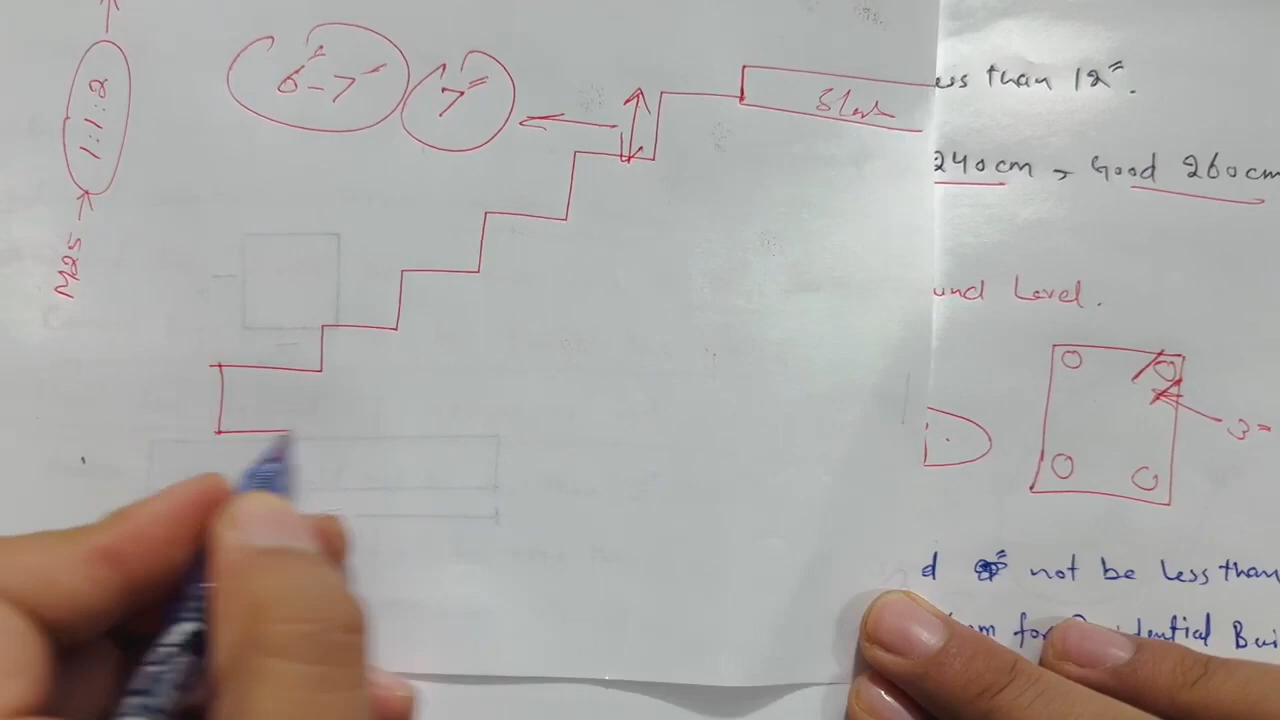 1:1:2
M25
6"-7"
7"
Slab
ess than 12".
240cm, Good 260cm
und Level.
3"
d not be Less than
for Residential Bui